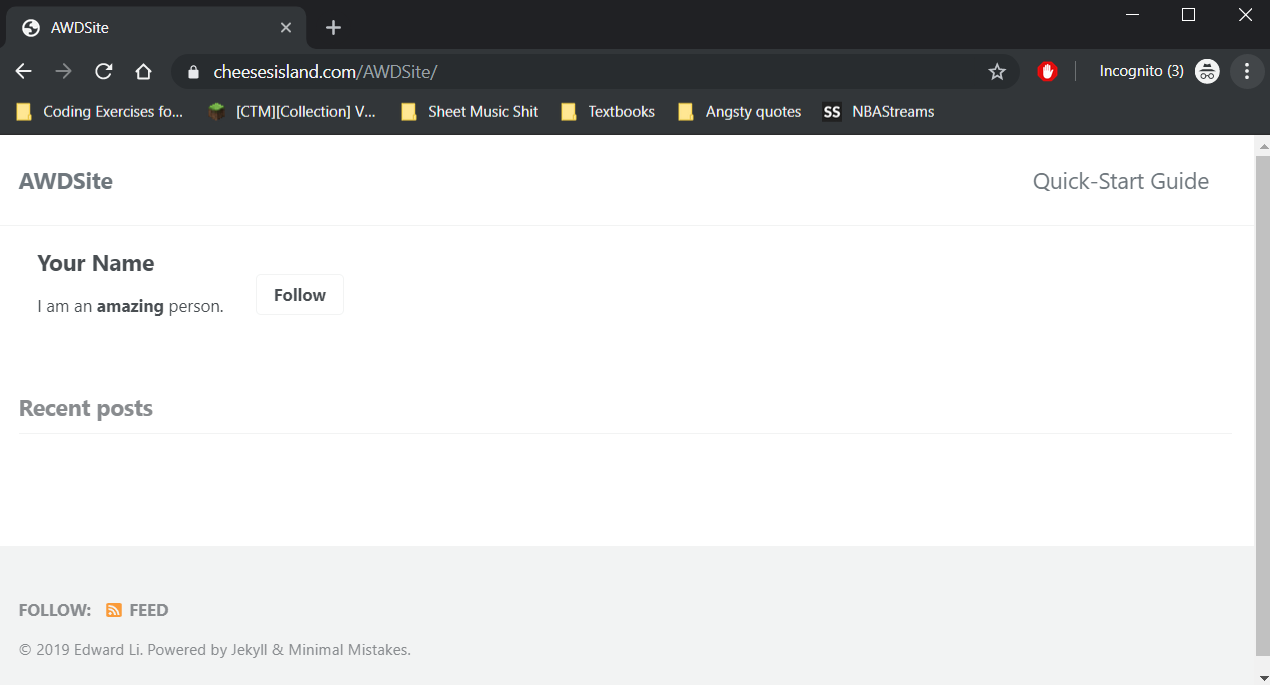 AWDSite
cheesesisland.com/AWDSite/
Incognito (3)
Coding Exercises fo... [CTM][Collection] V... Sheet Music Shit Textbooks Angsty quotes SS NBAStreams
AWDSite Quick-Start Guide
Your Name
Follow
I am an amazing person.
Recent posts
FOLLOW: FEED
© 2019 Edward Li. Powered by Jekyll & Minimal Mistakes.